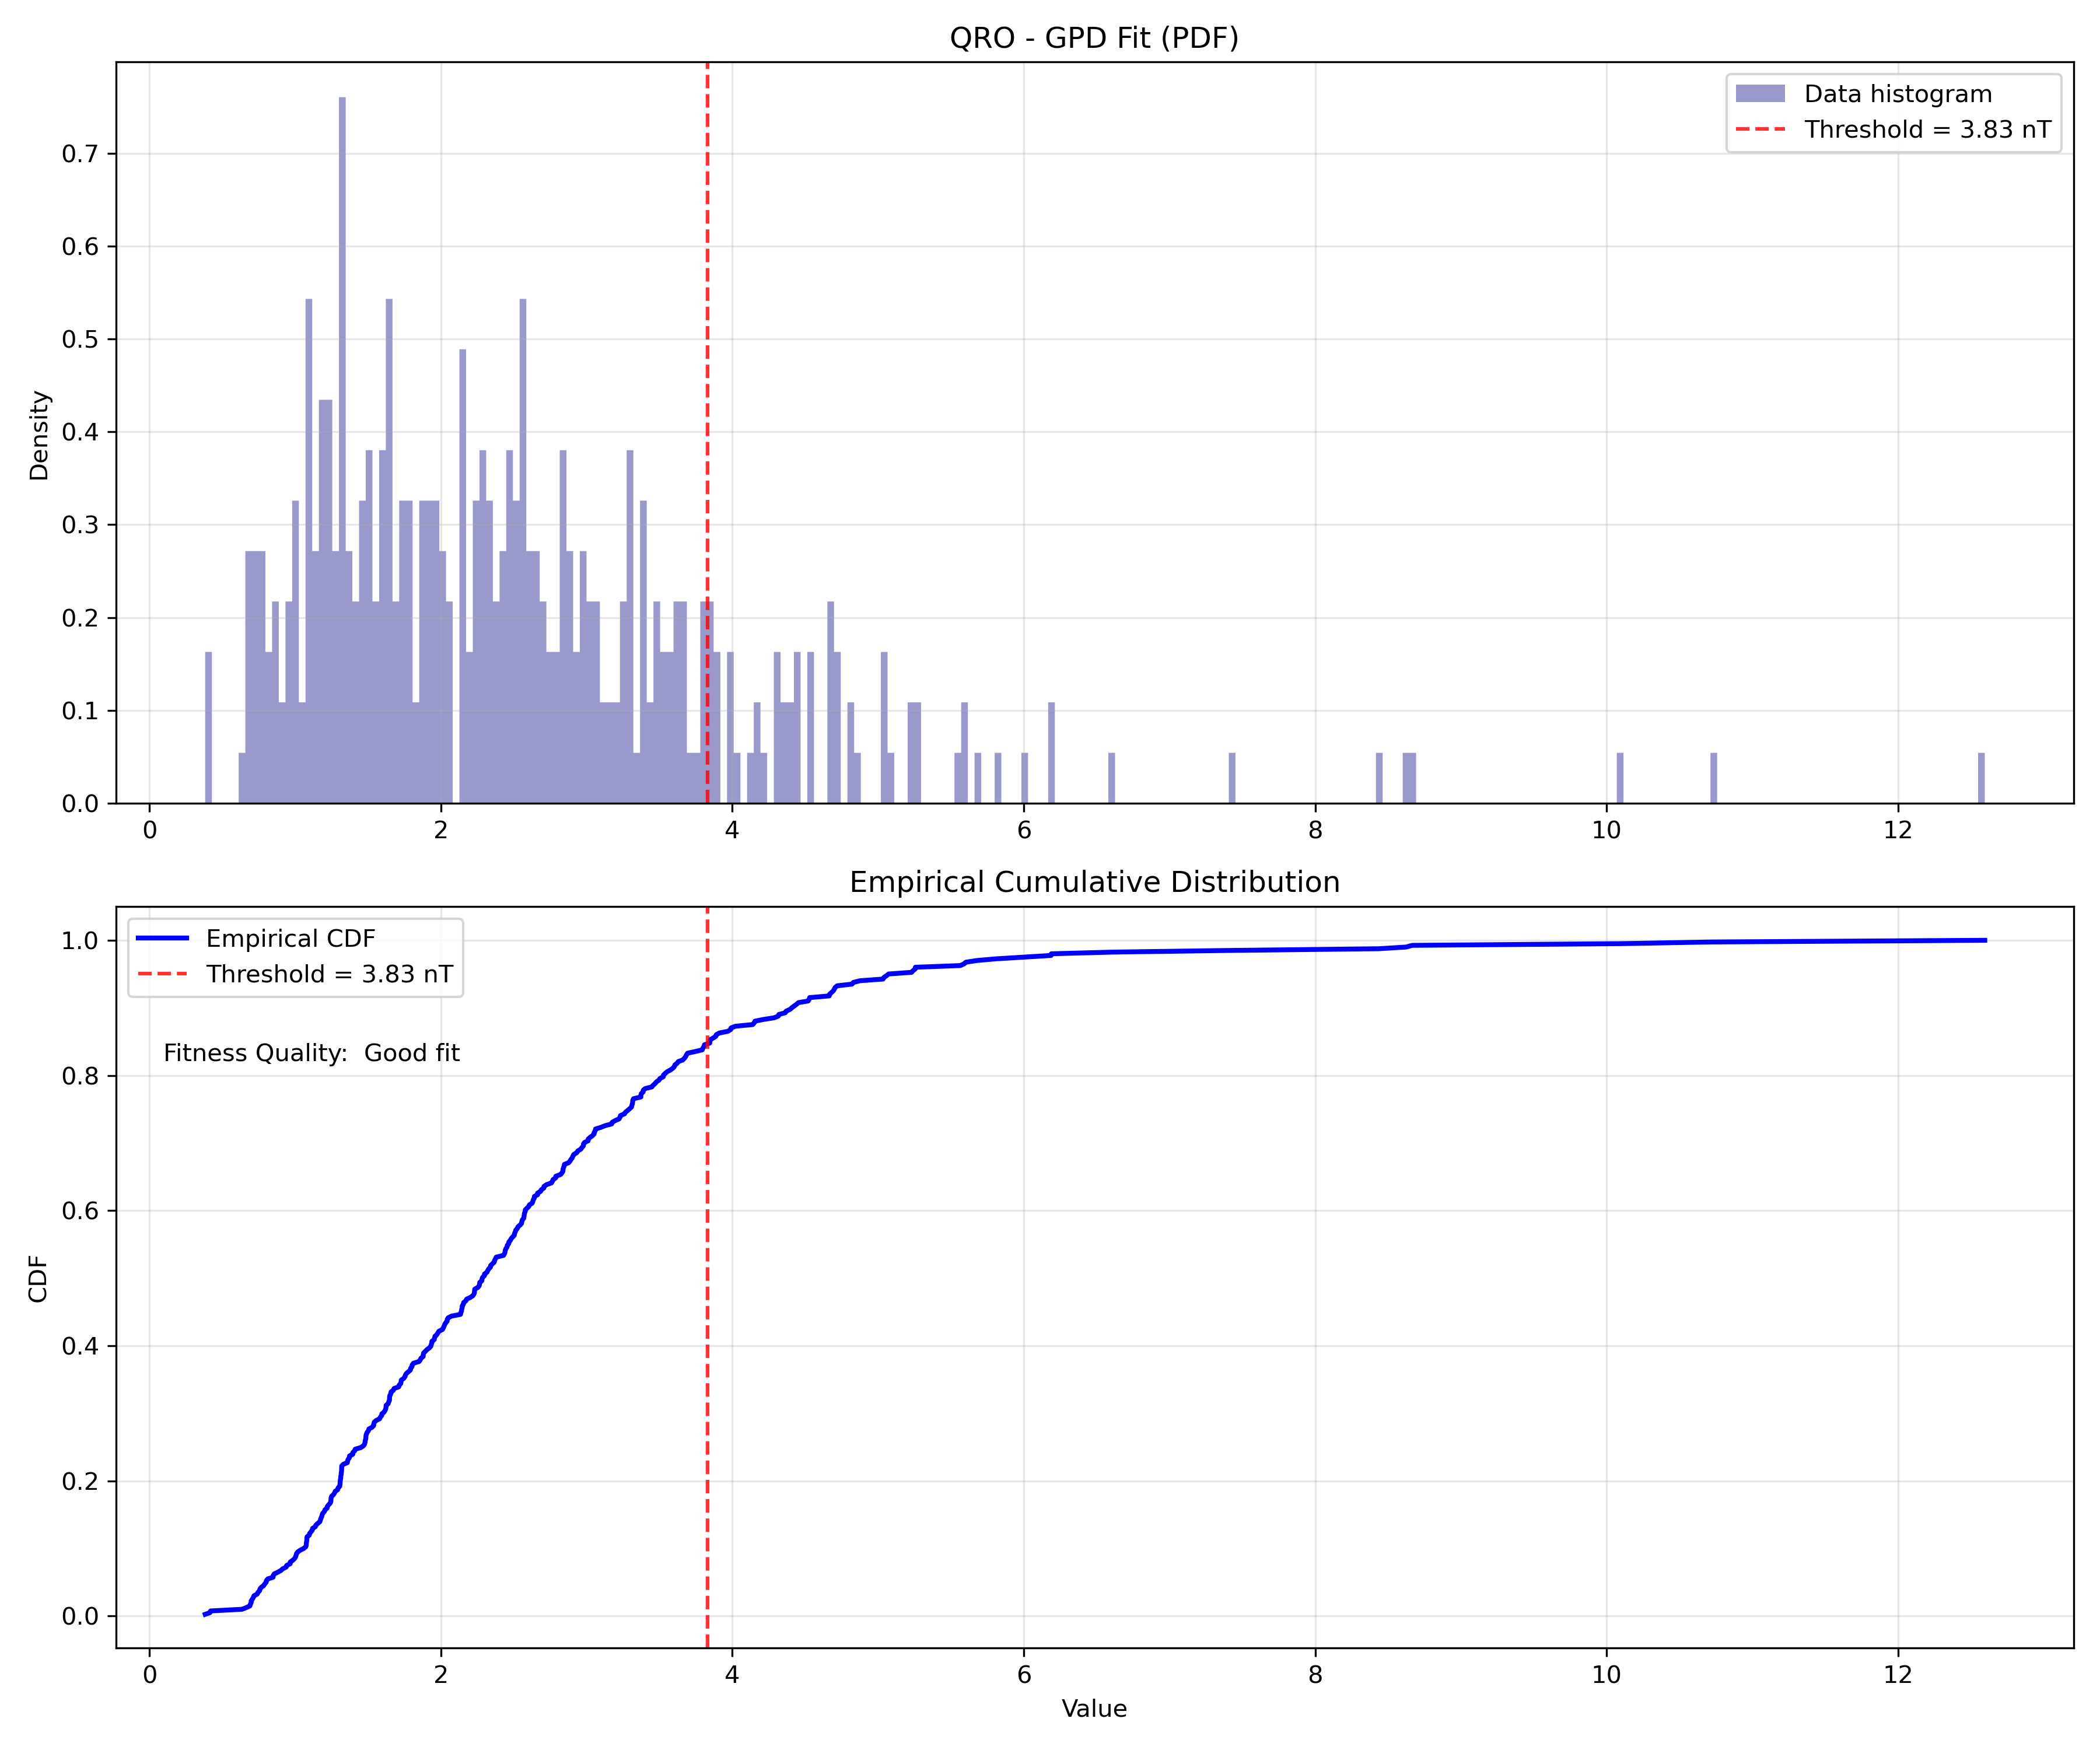 QRO - GPD Fit (PDF)
Data histogram
Threshold = 3.83 nT
Density
0.7
0.6
0.5
0.4
0.3
0.2
0.1
0.0
0 2 4 6 8 10 12
Empirical Cumulative Distribution
Empirical CDF
Threshold = 3.83 nT
Fitness Quality:  Good fit
CDF
1.0
0.8
0.6
0.4
0.2
0.0
0 2 4 6 8 10 12
Value